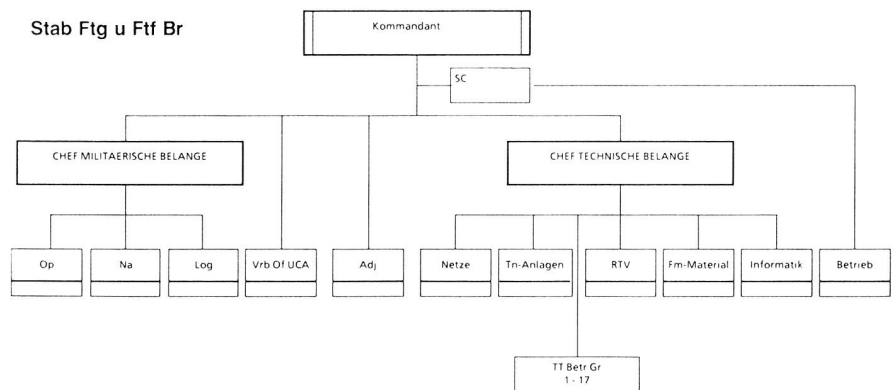 Stab Ftg u Ftf Br
Kommandant
SC
CHEF MILITAERISCHE BELANGE
CHEF TECHNISCHE BELANGE
Op
Na
Log
Vrb Of UCA
Adj
Netze
Tn-Anlagen
RTV
Fm-Material
Informatik
Betrieb
TT Betr Gr
1 - 17